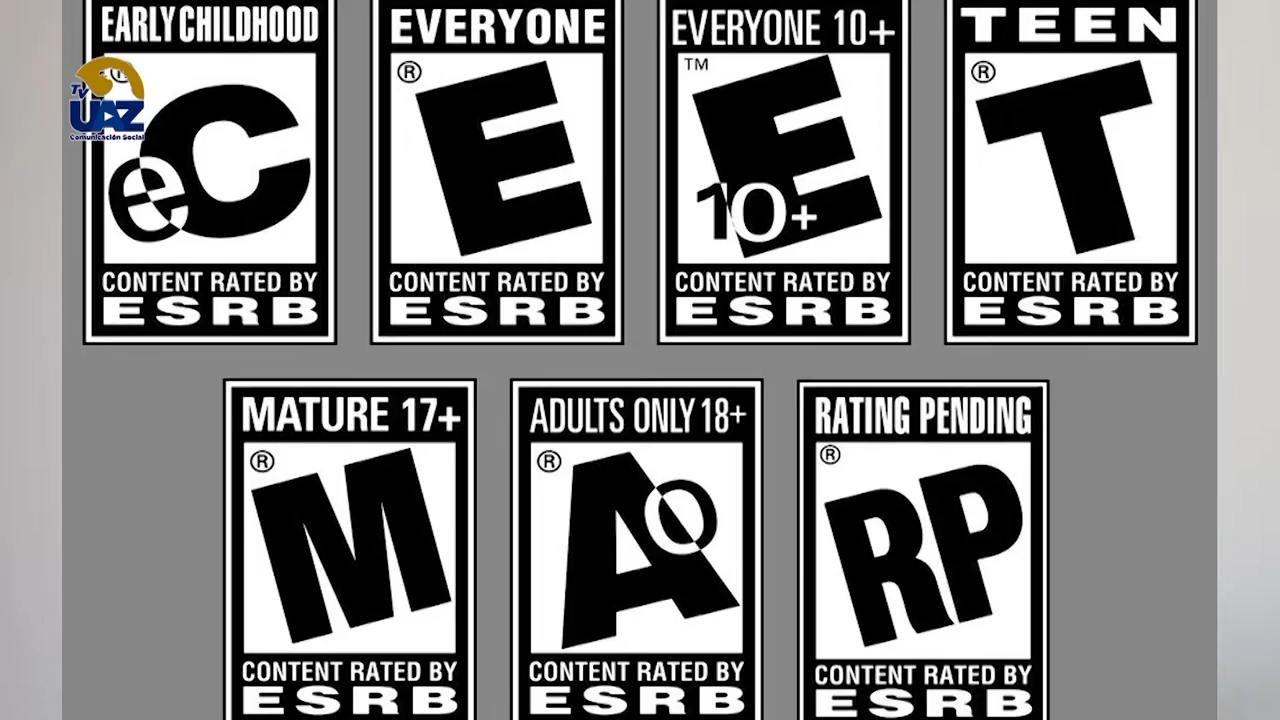 EARLY CHILDHOOD
eC
CONTENT RATED BY
ESRB
EVERYONE
®
E
CONTENT RATED BY
ESRB
EVERYONE 10+
™
E
10+
CONTENT RATED BY
ESRB
TEEN
®
T
CONTENT RATED BY
ESRB
TV
UAZ
Comunicación Social
MATURE 17+
®
M
CONTENT RATED BY
ESRB
ADULTS ONLY 18+
®
AO
CONTENT RATED BY
ESRB
RATING PENDING
®
RP
CONTENT RATED BY
ESRB